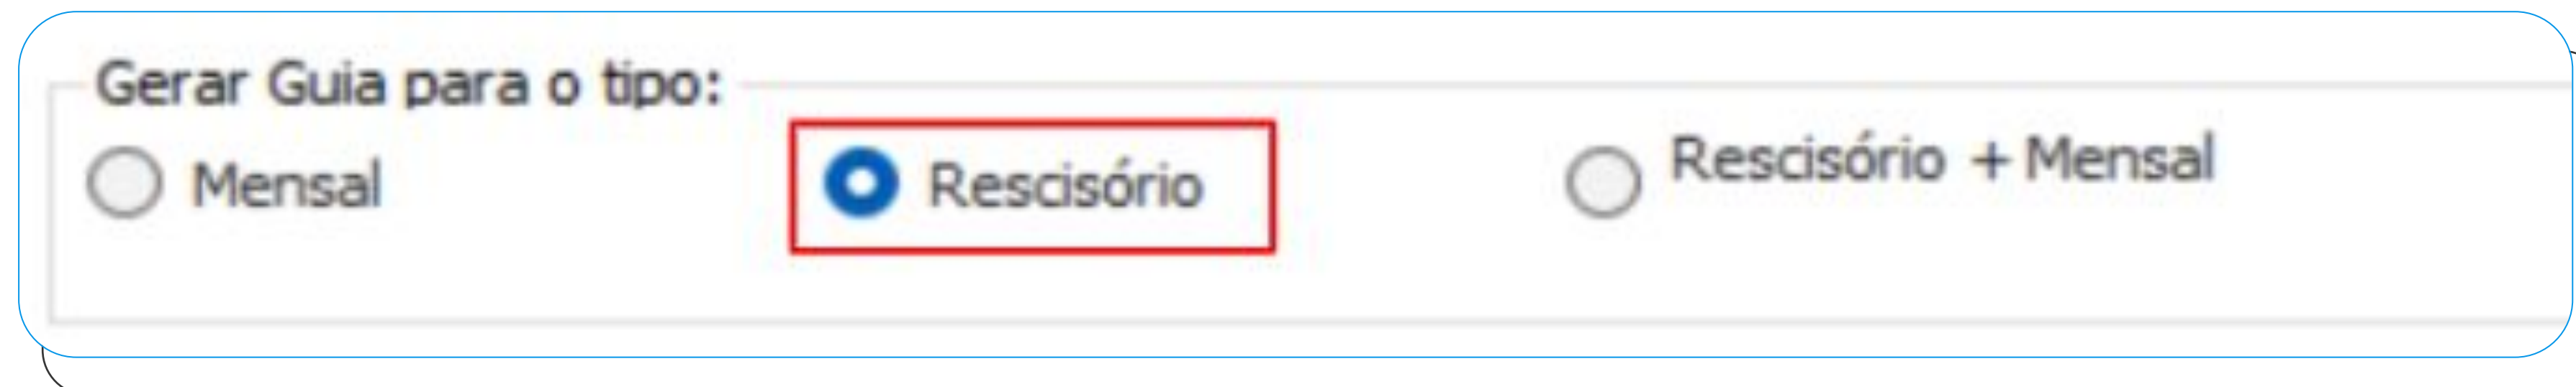 Gerar Guia para o tipo:
Mensal
Rescisório
Rescisório + Mensal